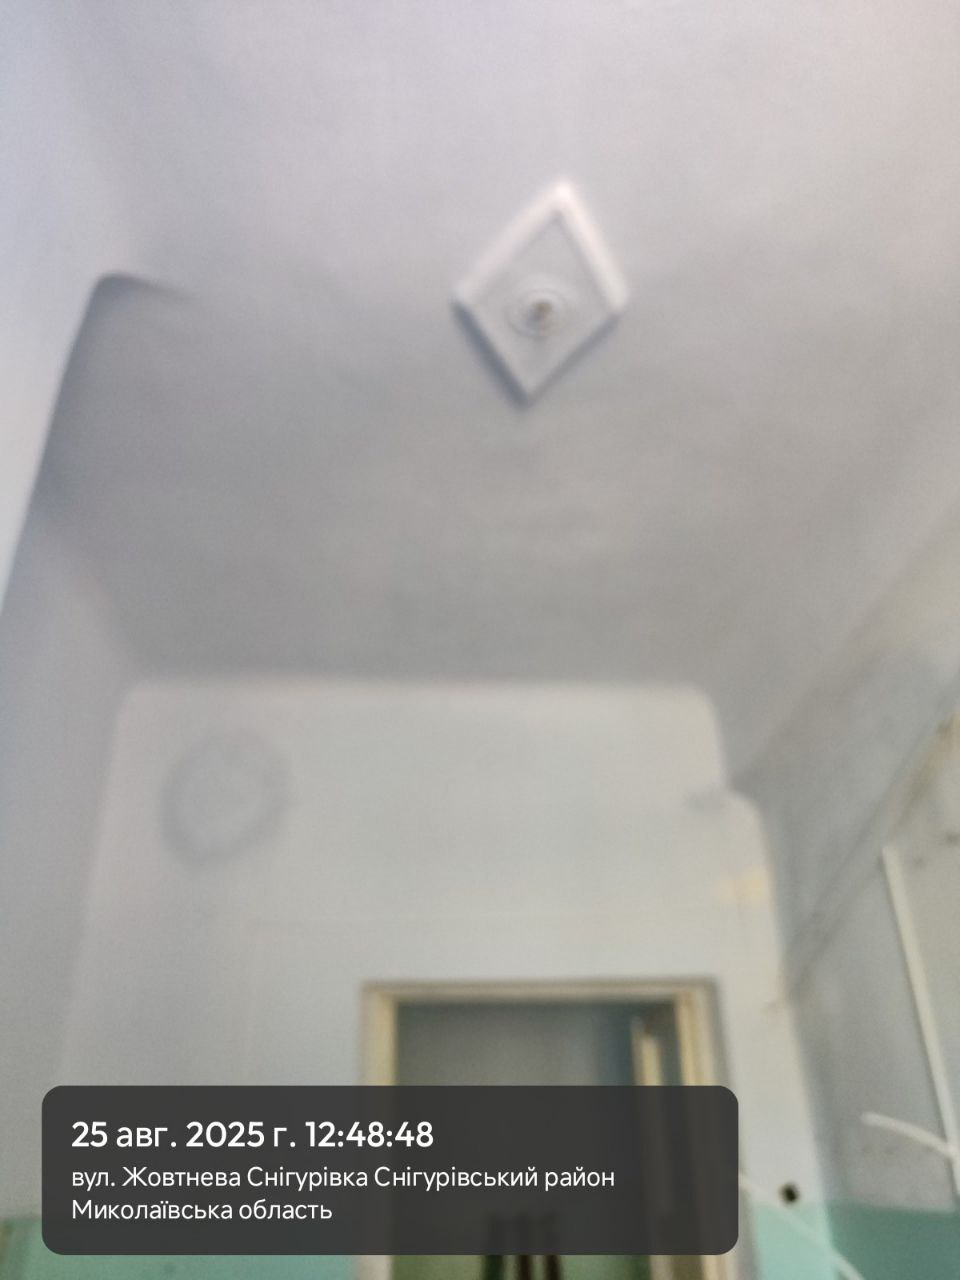 25 авг. 2025 г. 12:48:48
вул. Жовтнева Снігурівка Снігурівський район
Миколаївська область